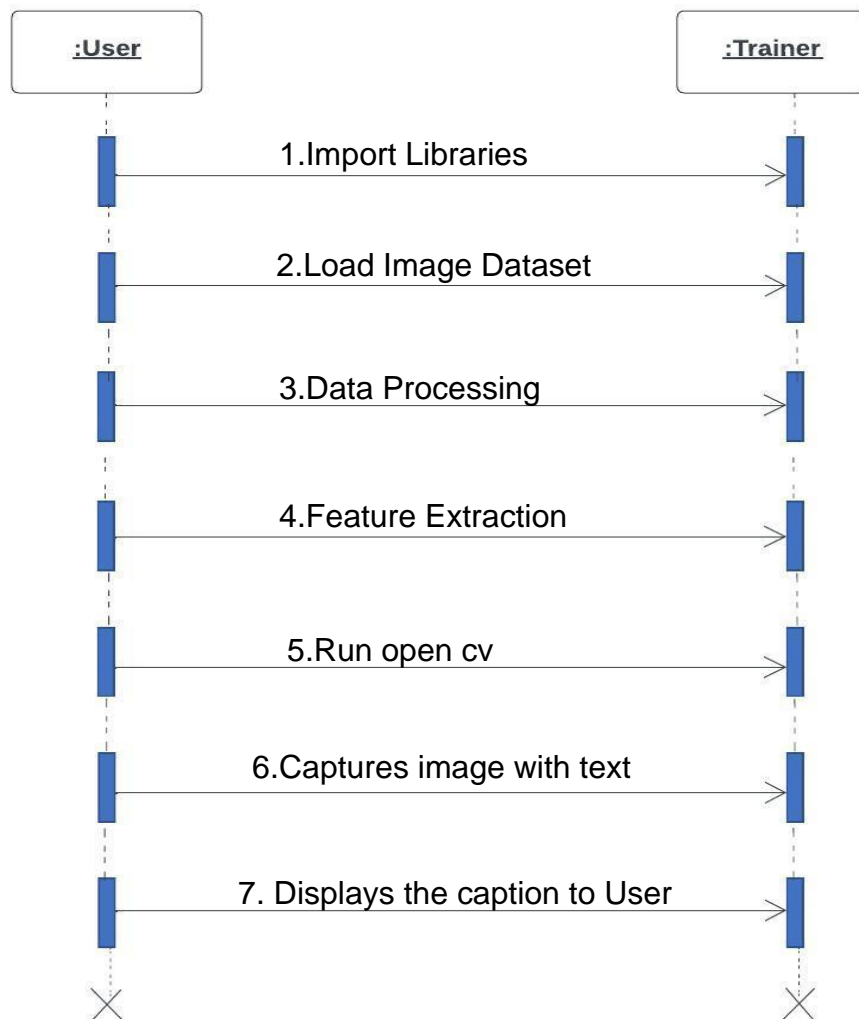 :User
:Trainer
1.Import Libraries
2.Load Image Dataset
3.Data Processing
4.Feature Extraction
5.Run open cv
6.Captures image with text
7. Displays the caption to User